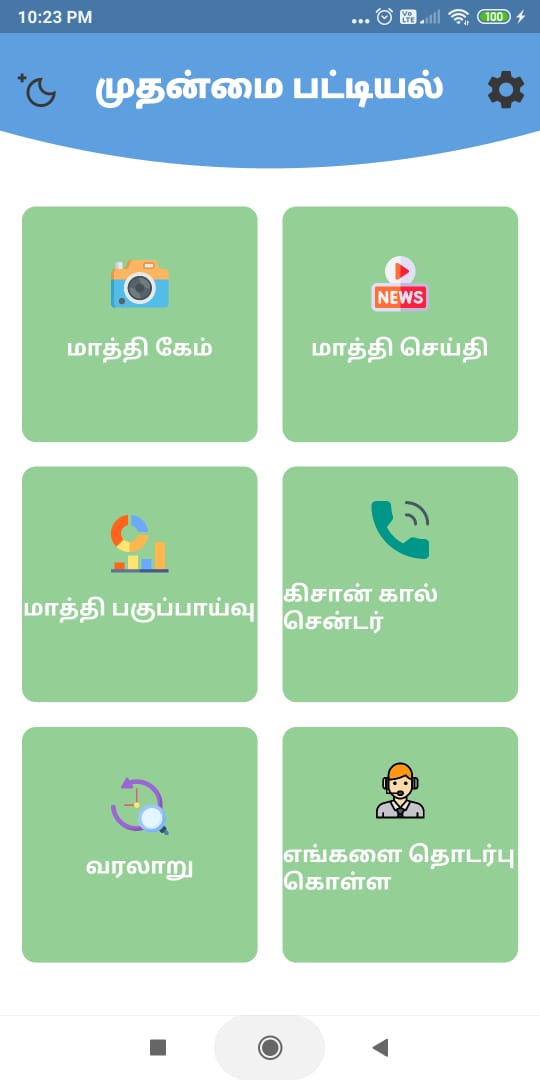 10:23 PM
Vo
LTE
100
முதன்மை பட்டியல்
NEWS
மாத்தி கேம்
மாத்தி செய்தி
மாத்தி பகுப்பாய்வு
கிசான் கால்
சென்டர்
வரலாறு
எங்களை தொடர்பு
கொள்ள